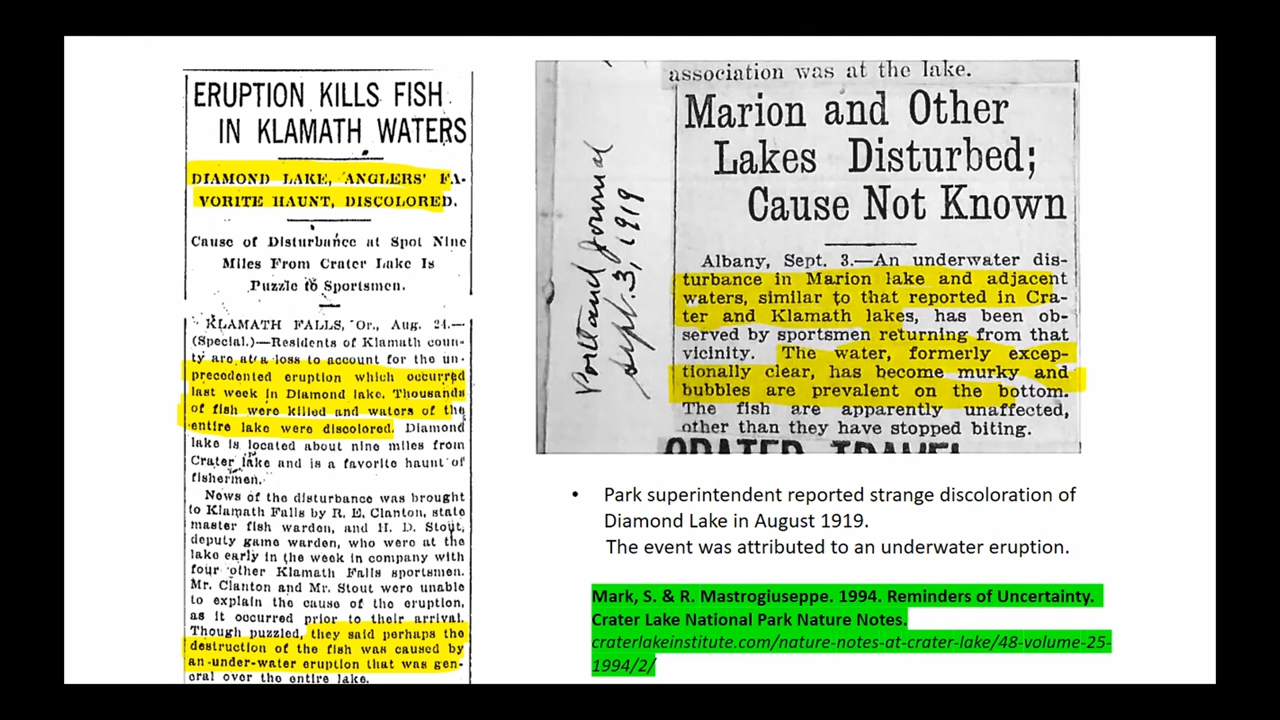 ERUPTION KILLS FISH
IN KLAMATH WATERS
DIAMOND LAKE, ANGLERS' FA-
VORITE HAUNT, DISCOLORED.
Cause of Disturbance at Spot Nine
Miles From Crater Lake Is
Puzzle to Sportsmen.
KLAMATH FALLS, Or., Aug. 24.—
(Special.)—Residents of Klamath coun-
ty are at a loss to account for the un-
precedented eruption which occurred
last week in Diamond lake. Thousands
of fish were killed and waters of the
entire lake were discolored. Diamond
lake is located about nine miles from
Crater lake and is a favorite haunt of
fishermen.
News of the disturbance was brought
to Klamath Falls by R. E. Clanton, state
master fish warden, and H. D. Stout,
deputy game warden, who were at the
lake early in the week in company with
four other Klamath Falls sportsmen.
Mr. Clanton and Mr. Stout were unable
to explain the cause of the eruption,
as it occurred prior to their arrival.
Though puzzled, they said perhaps the
destruction of the fish was caused by
an under-water eruption that was gen-
eral over the entire lake.
association was at the lake.
Marion and Other
Lakes Disturbed;
Cause Not Known
Albany, Sept. 3.—An underwater dis-
turbance in Marion lake and adjacent
waters, similar to that reported in Cra-
ter and Klamath lakes, has been ob-
served by sportsmen returning from that
vicinity. The water, formerly excep-
tionally clear, has become murky and
bubbles are prevalent on the bottom.
The fish are apparently unaffected,
other than they have stopped biting.
CRATER TRAVEL
Portland Journal
Sept. 3, 1919
• Park superintendent reported strange discoloration of
Diamond Lake in August 1919.
The event was attributed to an underwater eruption.
Mark, S. & R. Mastrogiuseppe. 1994. Reminders of Uncertainty.
Crater Lake National Park Nature Notes.
craterlakeinstitute.com/nature-notes-at-crater-lake/48-volume-25-
1994/2/